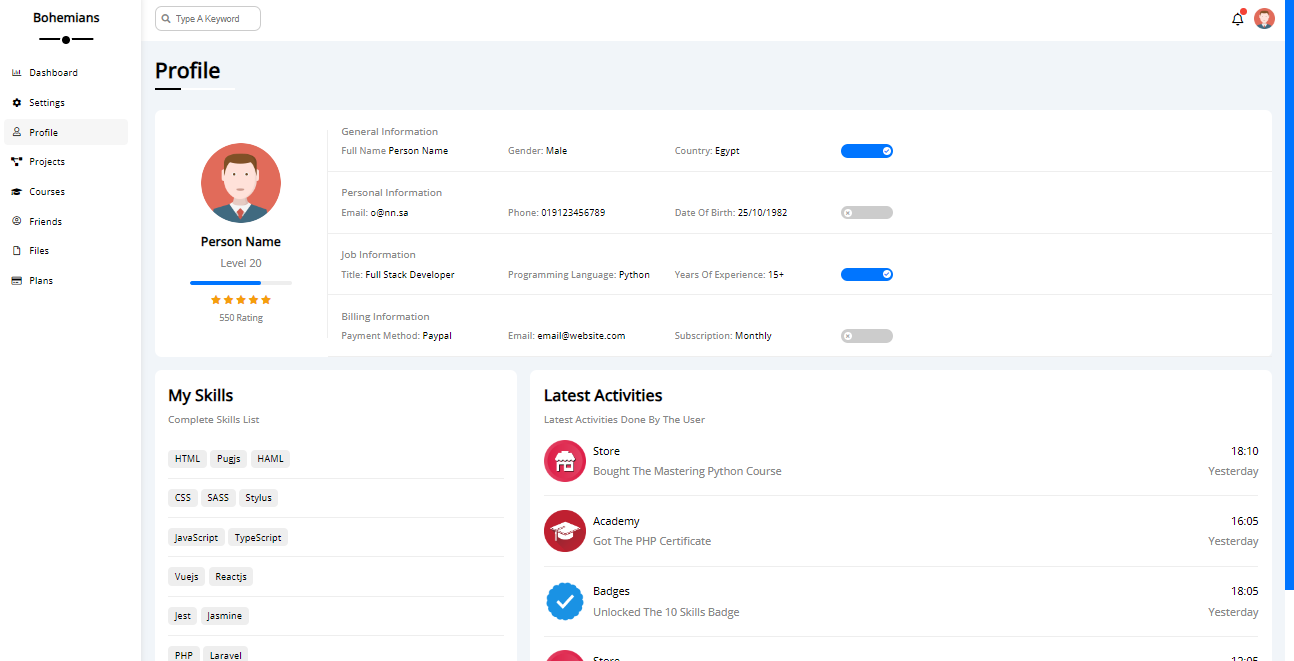 Bohemians
Type A Keyword
Dashboard
Settings
Profile
Projects
Courses
Friends
Files
Plans
Profile
Person Name
Level 20
550 Rating
General Information
Full Name Person Name Gender: Male Country: Egypt
Personal Information
Email: o@nn.sa Phone: 019123456789 Date Of Birth: 25/10/1982
Job Information
Title: Full Stack Developer Programming Language: Python Years Of Experience: 15+
Billing Information
Payment Method: Paypal Email: email@website.com Subscription: Monthly
My Skills
Complete Skills List
HTML Pugjs HAML
CSS SASS Stylus
JavaScript TypeScript
Vuejs Reactjs
Jest Jasmine
PHP Laravel
Latest Activities
Latest Activities Done By The User
Store 18:10
Bought The Mastering Python Course Yesterday
Academy 16:05
Got The PHP Certificate Yesterday
Badges 18:05
Unlocked The 10 Skills Badge Yesterday
Store 12:05